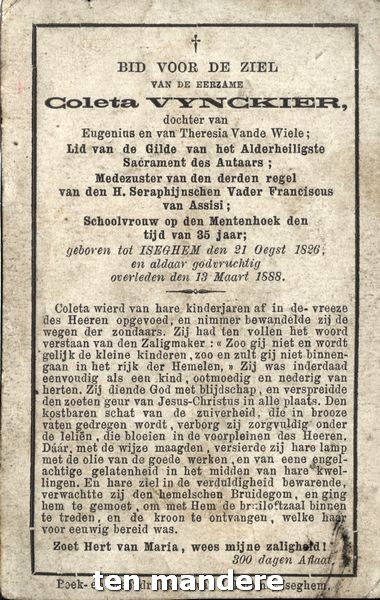 †
BID VOOR DE ZIEL
VAN DE EERZAME
Coleta VYNCKIER,
dochter van
Eugenius en van Theresia Vande Wiele;
Lid van de Gilde van het Alderheiligste
Sacrament des Autaars;
Medezuster van den derden regel
van den H. Seraphijnschen Vader Franciscus
van Assisi;
Schoolvrouw op den Mentenhoek den
tijd van 35 jaar;
geboren tot ISEGHEM den 21 Oegst 1826;
en aldaar godvruchtig
overleden den 13 Maart 1888.
Coleta wierd van hare kinderjaren af in de vreeze
des Heeren opgevoed, en nimmer bewandelde zij de
wegen der zondaars. Zij had ten vollen het woord
verstaan van den Zaligmaker: « Zoo gij niet en wordt
gelijk de kleine kinderen, zoo en zult gij niet binnen-
gaan in het rijk der Hemelen, » Zij was inderdaad
eenvoudig als een kind, ootmoedig en nederig van
herten. Zij diende God met blijdschap, en verspreidde
den zoeten geur van Jesus-Christus in alle plaats. Den
kostbaren schat van de zuiverheid, die in brooze
vaten gedregen wordt, verborg zij zorgvuldig onder
de leliën, die bloeien in de voorpleinen des Heeren.
Dáár, met de wijze maagden, versierde zij hare lamp
met de olie van de goede werken, en van eene engel-
achtige gelatenheid in het midden van hare kwel-
lingen. En hare ziel in de verduldigheid bewarende,
verwachtte zij den hemelschen Bruidegom, en ging
hem te gemoet, om met Hem de bruiloftzaal binnen
te treden, en de kroon te ontvangen, welke haar
voor eeuwig bereid was.
Zoet Hert van Maria, wees mijne zaligheid!
300 dagen Aflaat.
Boek- dr Iseghem.
ten mandere